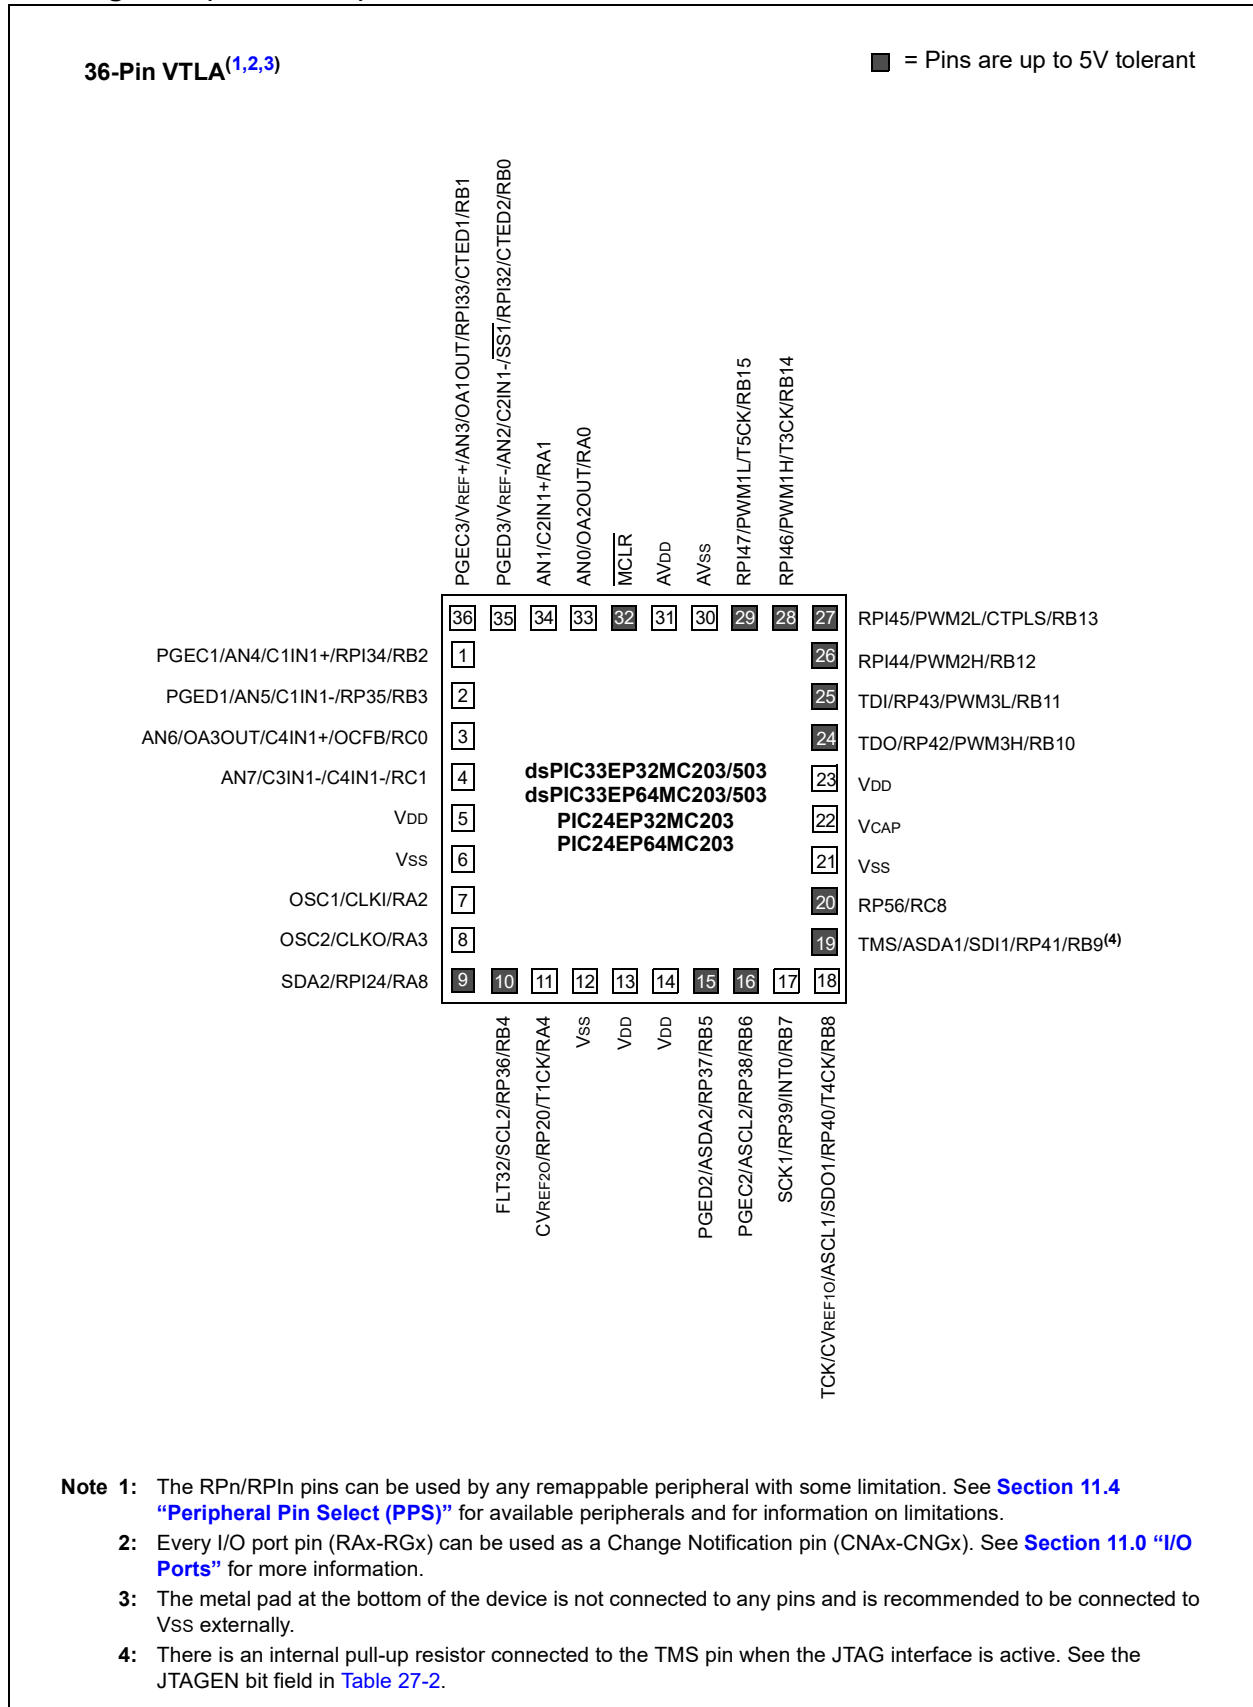 36-Pin VTLA(1,2,3)
= Pins are up to 5V tolerant
PGEC3/VREF+/AN3/OA1OUT/RPI33/CTED1/RB1
PGED3/VREF-/AN2/C2IN1-/SS1/RPI32/CTED2/RB0
AN1/C2IN1+/RA1
AN0/OA2OUT/RA0
MCLR
AVDD
AVSS
RPI47/PWM1L/T5CK/RB15
RPI46/PWM1H/T3CK/RB14
36 35 34 33 32 31 30 29 28 27 RPI45/PWM2L/CTPLS/RB13
PGEC1/AN4/C1IN1+/RPI34/RB2 1
26 RPI44/PWM2H/RB12
PGED1/AN5/C1IN1-/RP35/RB3 2
25 TDI/RP43/PWM3L/RB11
AN6/OA3OUT/C4IN1+/OCFB/RC0 3
24 TDO/RP42/PWM3H/RB10
AN7/C3IN1-/C4IN1-/RC1 4
23 VDD
VDD 5
22 VCAP
VSS 6
21 VSS
OSC1/CLKI/RA2 7
20 RP56/RC8
OSC2/CLKO/RA3 8
19 TMS/ASDA1/SDI1/RP41/RB9(4)
dsPIC33EP32MC203/503
dsPIC33EP64MC203/503
PIC24EP32MC203
PIC24EP64MC203
SDA2/RPI24/RA8 9 10 11 12 13 14 15 16 17 18
FLT32/SCL2/RP36/RB4
CVREF2O/RP20/T1CK/RA4
VSS
VDD
VDD
PGED2/ASDA2/RP37/RB5
PGEC2/ASCL2/RP38/RB6
SCK1/RP39/INT0/RB7
TCK/CVREF1O/ASCL1/SDO1/RP40/T4CK/RB8
Note 1: The RPn/RPIn pins can be used by any remappable peripheral with some limitation. See Section 11.4
“Peripheral Pin Select (PPS)” for available peripherals and for information on limitations.
2: Every I/O port pin (RAx-RGx) can be used as a Change Notification pin (CNAx-CNGx). See Section 11.0 “I/O
Ports” for more information.
3: The metal pad at the bottom of the device is not connected to any pins and is recommended to be connected to
VSS externally.
4: There is an internal pull-up resistor connected to the TMS pin when the JTAG interface is active. See the
JTAGEN bit field in Table 27-2.